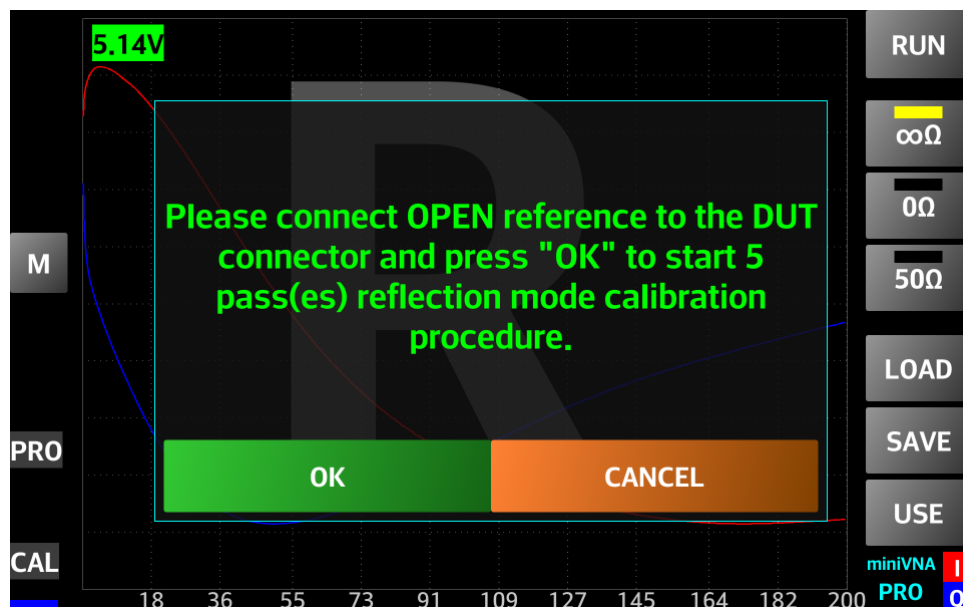 5.14V
RUN
∞Ω
0Ω
50Ω
R
Please connect OPEN reference to the DUT
connector and press "OK" to start 5
pass(es) reflection mode calibration
procedure.
OK
CANCEL
M
PRO
CAL
LOAD
SAVE
USE
miniVNA
PRO
I
Q
18 36 55 73 91 109 127 145 164 182 200